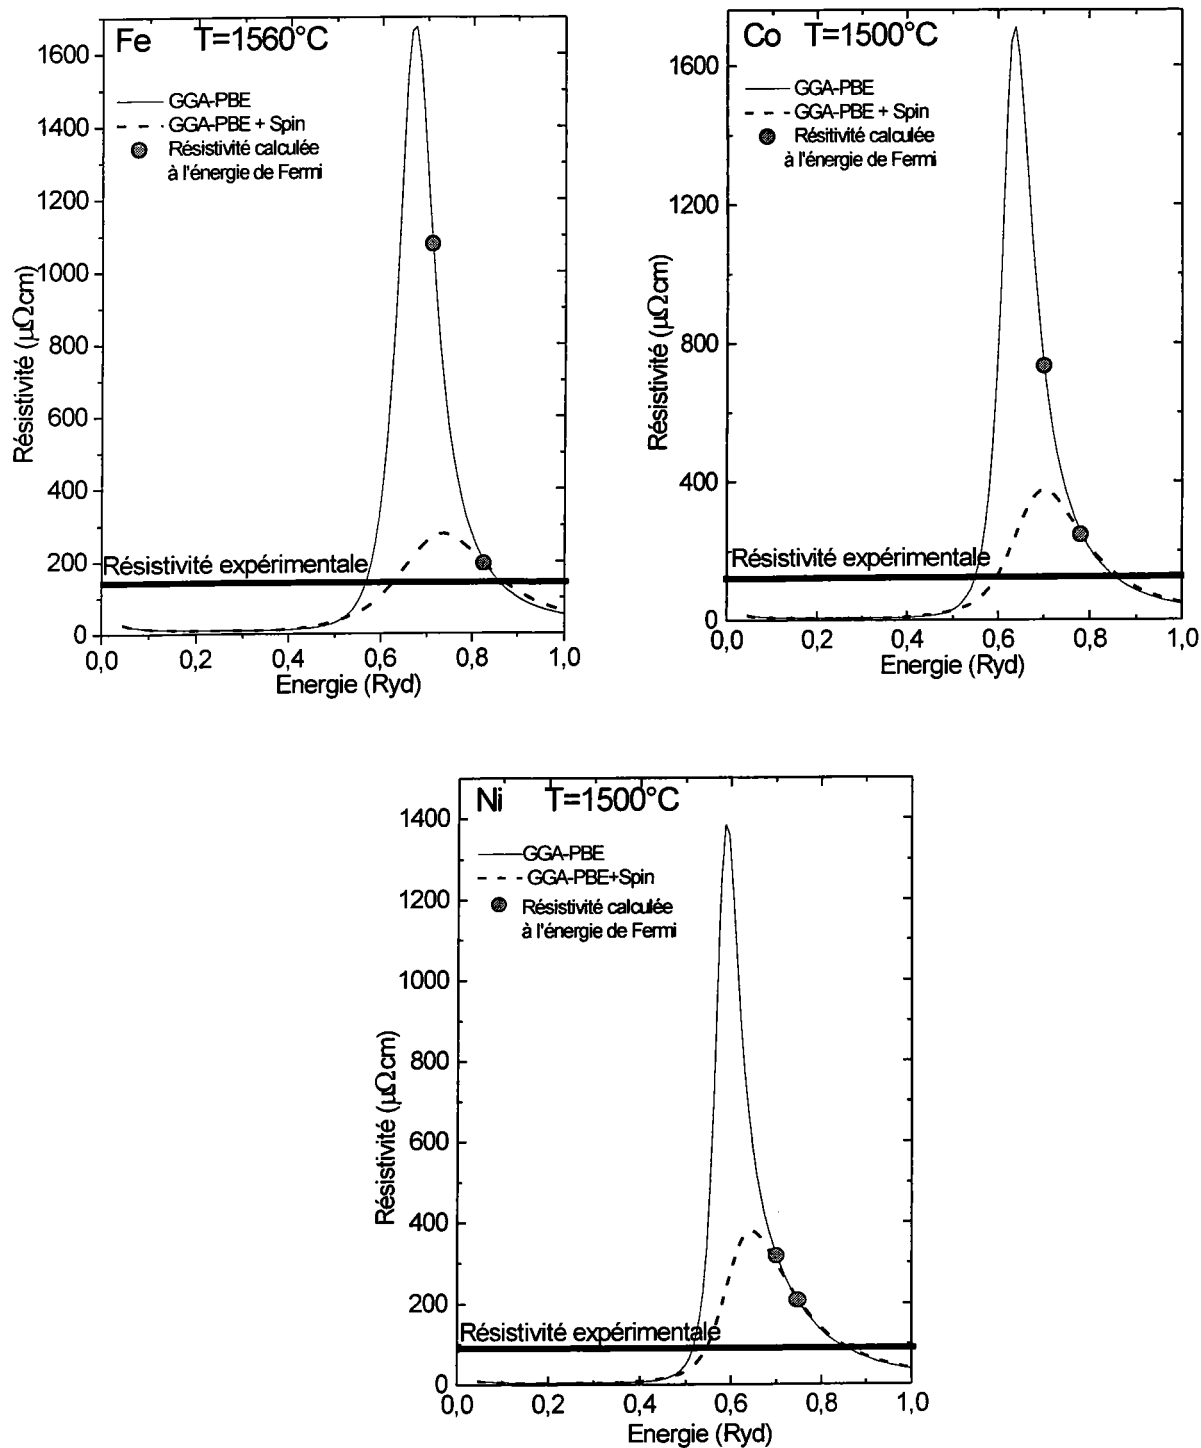 Fe T=1560°C
GGA-PBE
GGA-PBE + Spin
Résistivité calculée
à l'énergie de Fermi
Résistivité (µΩcm)
1600
1400
1200
1000
800
600
400
200
0
Résistivité expérimentale
0,0 0,2 0,4 0,6 0,8 1,0
Energie (Ryd)
Co T=1500°C
GGA-PBE
GGA-PBE + Spin
Résitivité calculée
à l'énergie de Fermi
Résistivité (µΩcm)
1600
1200
800
400
0
Résistivité expérimentale
0,0 0,2 0,4 0,6 0,8 1,0
Energie (Ryd)
Ni T=1500°C
GGA-PBE
GGA-PBE+Spin
Résistivité calculée
à l'énergie de Fermi
Résistivité (µΩcm)
1400
1200
1000
800
600
400
200
0
Résistivité expérimentale
0,0 0,2 0,4 0,6 0,8 1,0
Energie (Ryd)